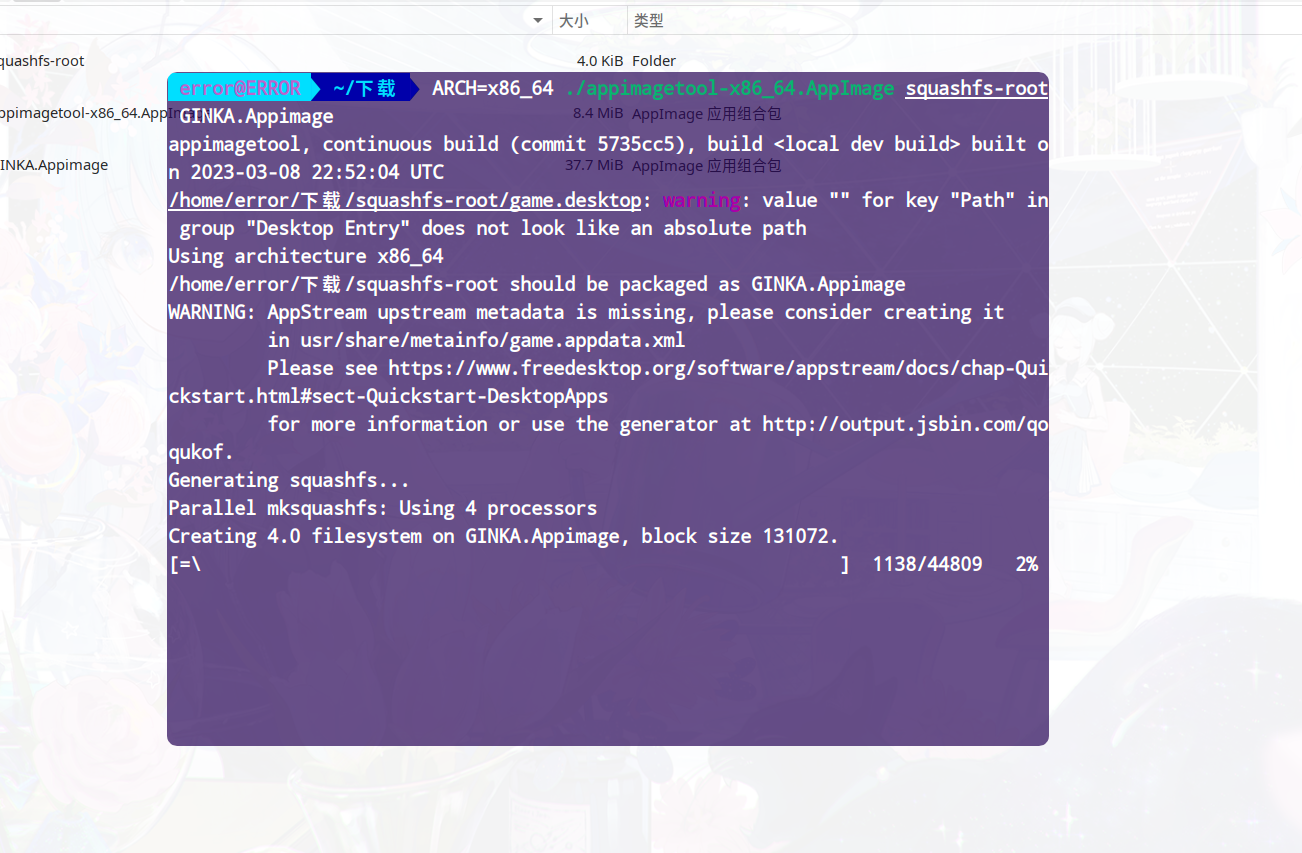 大小 类型
quashfs-root 4.0 KiB Folder
ppimagetool-x86_64.AppIm 8.4 MiB AppImage 应用组合包
INKA.Appimage 37.7 MiB AppImage 应用组合包
error@ERROR ~/下载 ARCH=x86_64 ./appimagetool-x86_64.AppImage squashfs-root
GINKA.Appimage
appimagetool, continuous build (commit 5735cc5), build <local dev build> built o
n 2023-03-08 22:52:04 UTC
/home/error/下载/squashfs-root/game.desktop: warning: value "" for key "Path" in
group "Desktop Entry" does not look like an absolute path
Using architecture x86_64
/home/error/下载/squashfs-root should be packaged as GINKA.Appimage
WARNING: AppStream upstream metadata is missing, please consider creating it
in usr/share/metainfo/game.appdata.xml
Please see https://www.freedesktop.org/software/appstream/docs/chap-Qui
ckstart.html#sect-Quickstart-DesktopApps
for more information or use the generator at http://output.jsbin.com/qo
qukof.
Generating squashfs...
Parallel mksquashfs: Using 4 processors
Creating 4.0 filesystem on GINKA.Appimage, block size 131072.
[=\ ] 1138/44809 2%